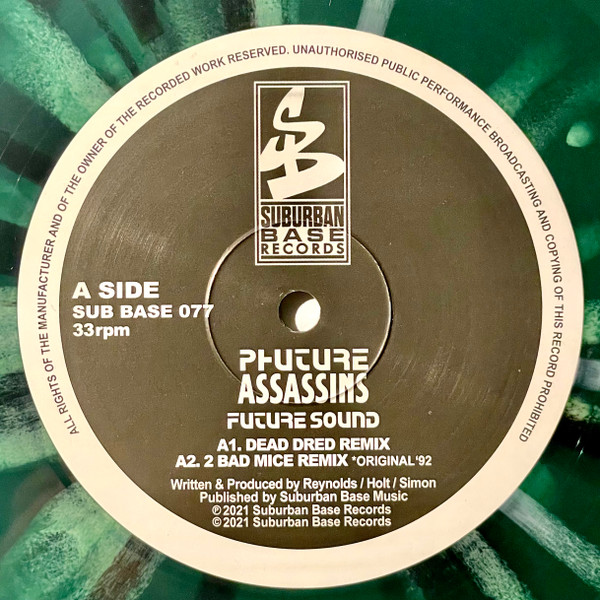 ALL RIGHTS OF THE MANUFACTURER AND OF THE OWNER OF THE RECORDED WORK RESERVED. UNAUTHORISED PUBLIC PERFORMANCE BROADCASTING AND COPYING OF THIS RECORD PROHIBITED
SUBURBAN
BASE
RECORDS
A SIDE
SUB BASE 077
33rpm
PHUTURE
ASSASSINS
FUTURE SOUND
A1. DEAD DRED REMIX
A2. 2 BAD MICE REMIX *ORIGINAL '92
Written & Produced by Reynolds / Holt / Simon
Published by Suburban Base Music
℗ 2021 Suburban Base Records
© 2021 Suburban Base Records